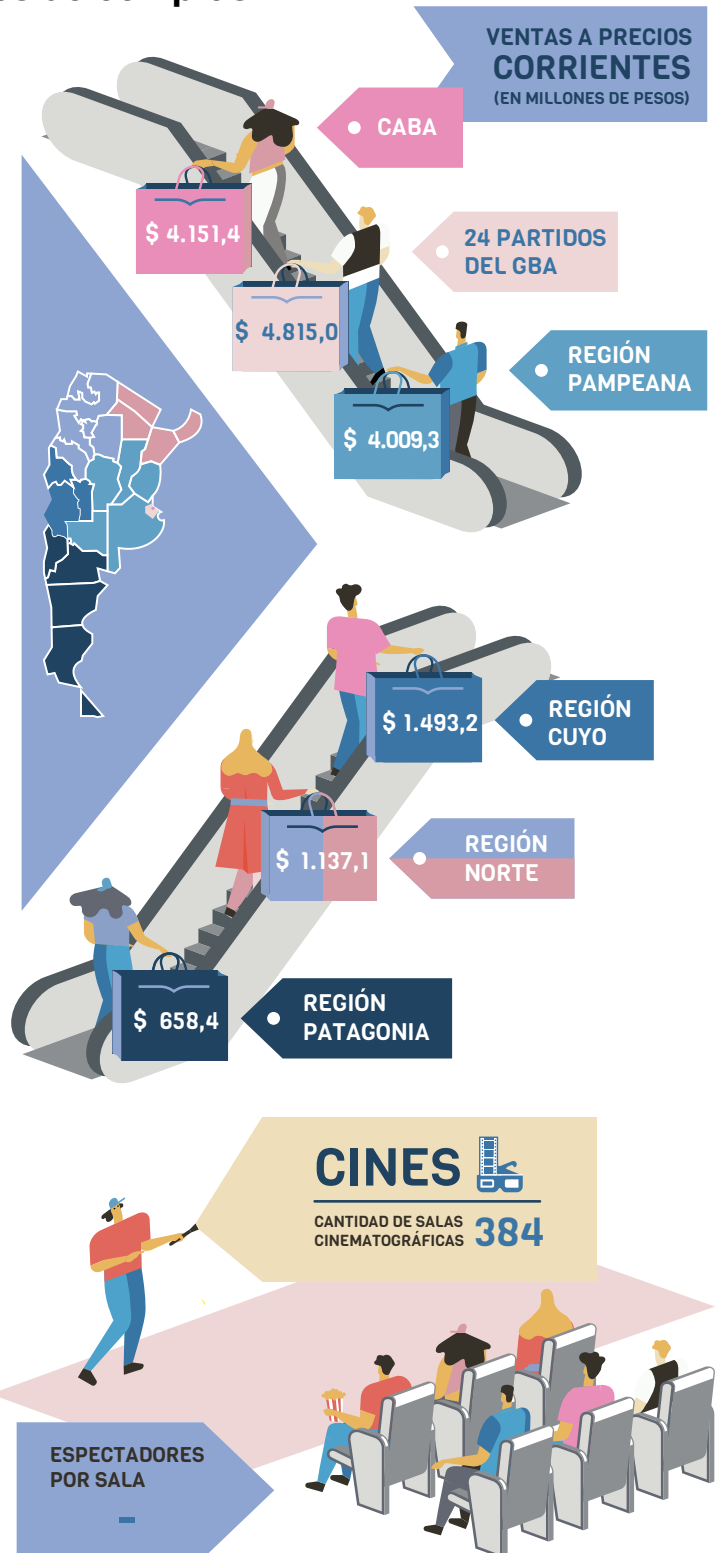 VENTAS A PRECIOS
CORRIENTES
(EN MILLONES DE PESOS)
CABA
$ 4.151,4
24 PARTIDOS
DEL GBA
$ 4.815,0
REGIÓN
PAMPEANA
$ 4.009,3
$ 1.493,2
REGIÓN
CUYO
$ 1.137,1
REGIÓN
NORTE
$ 658,4
REGIÓN
PATAGONIA
CINES
CANTIDAD DE SALAS
CINEMATOGRÁFICAS 384
ESPECTADORES
POR SALA
-